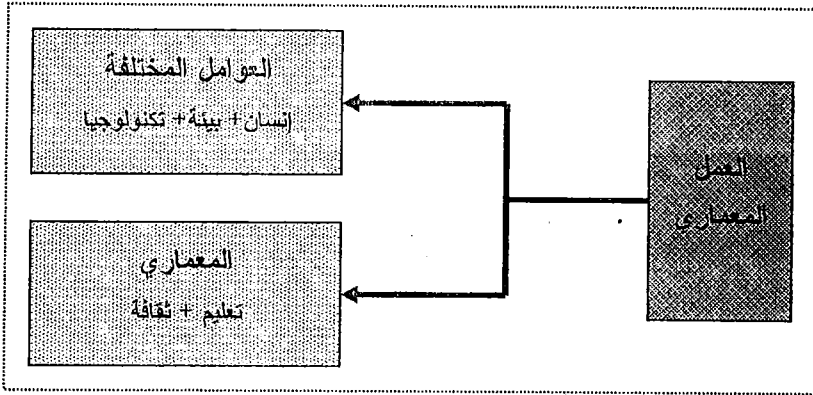 العمل
المعماري
العوامل المختلفة
إنسان + بيئة + تكنولوجيا
المعماري
تعليم + ثقافة